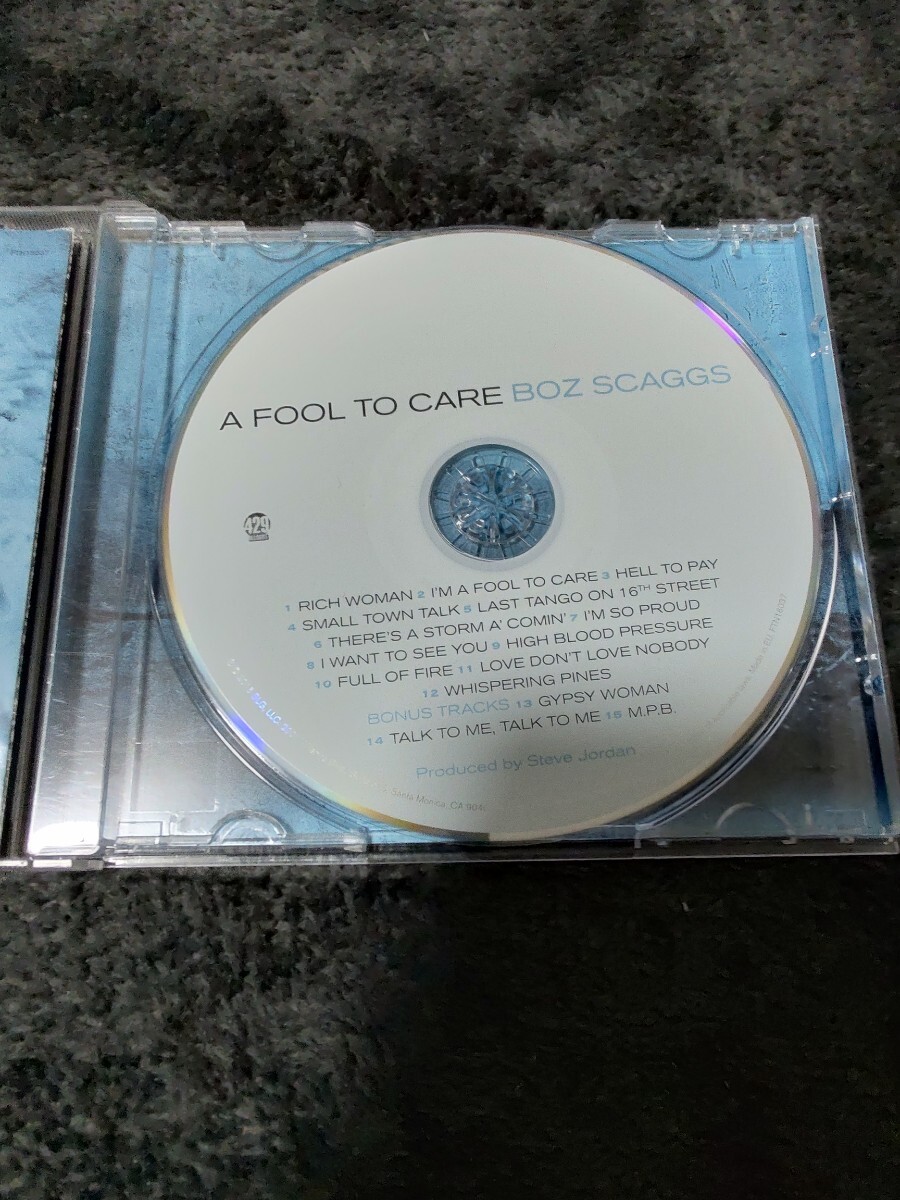 A FOOL TO CARE BOZ SCAGGS
429
1 RICH WOMAN 2 I'M A FOOL TO CARE 3 HELL TO PAY
4 SMALL TOWN TALK 5 LAST TANGO ON 16TH STREET
6 THERE'S A STORM A' COMIN' 7 I'M SO PROUD
8 I WANT TO SEE YOU 9 HIGH BLOOD PRESSURE
10 FULL OF FIRE 11 LOVE DON'T LOVE NOBODY
12 WHISPERING PINES
BONUS TRACKS 13 GYPSY WOMAN
14 TALK TO ME, TALK TO ME 15 M.P.B.
Produced by Steve Jordan
Santa Monica, CA
Made in EU